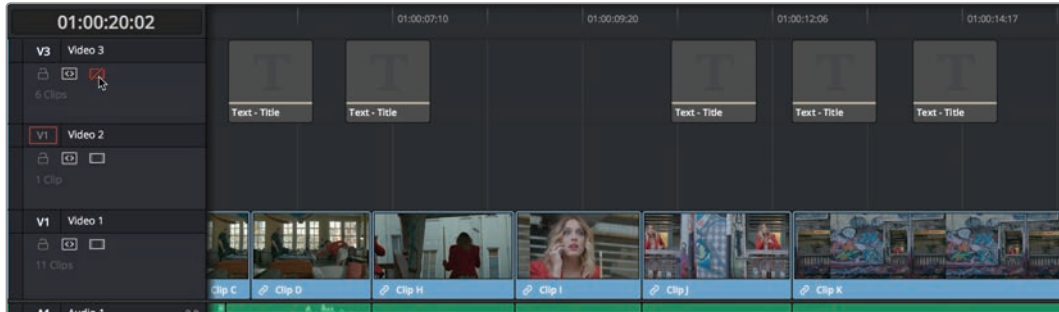 01:00:20:02
01:00:07:10
01:00:09:20
01:00:12:06
01:00:14:17
V3 Video 3
6 Clips
T
T
T
T
T
Text - Title
Text - Title
Text - Title
Text - Title
Text - Title
V1 Video 2
1 Clip
V1 Video 1
11 Clips
Clip C
Clip D
Clip H
Clip I
Clip J
Clip K
A1 Audio 1